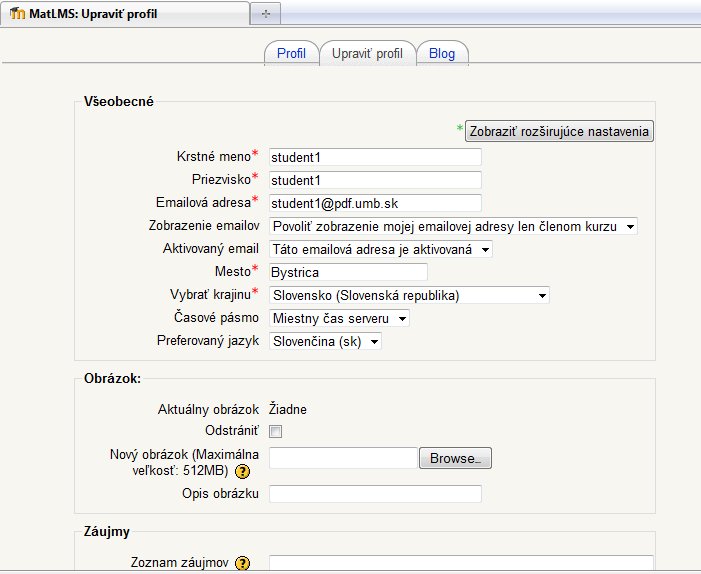 MatLMS: Upraviť profil
Profil Upraviť profil Blog
Všeobecné
* Zobraziť rozširujúce nastavenia
Krstné meno* student1
Priezvisko* student1
Emailová adresa* student1@pdf.umb.sk
Zobrazenie emailov Povoliť zobrazenie mojej emailovej adresy len členom kurzu
Aktivovaný email Táto emailová adresa je aktivovaná
Mesto* Bystrica
Vybrať krajinu* Slovensko (Slovenská republika)
Časové pásmo Miestny čas serveru
Preferovaný jazyk Slovenčina (sk)
Obrázok:
Aktuálny obrázok Žiadne
Odstrániť
Nový obrázok (Maximálna
veľkosť: 512MB) ? Browse…
Opis obrázku
Záujmy
Zoznam záujmov ?